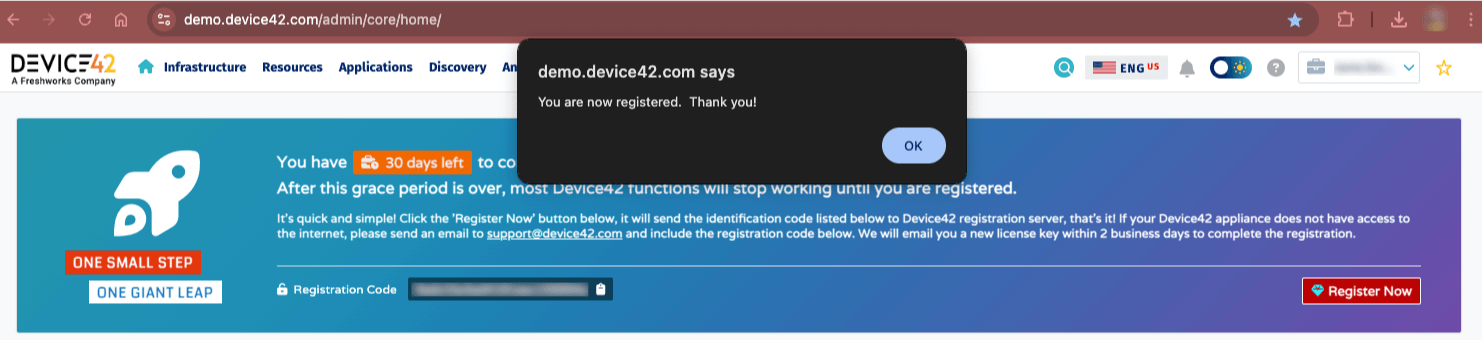 demo.device42.com/admin/core/home/
DEVICE42
A Freshworks Company
Infrastructure Resources Applications Discovery An
ENG US
demo.device42.com says
You are now registered. Thank you!
OK
You have 30 days left to co
After this grace period is over, most Device42 functions will stop working until you are registered.
It's quick and simple! Click the 'Register Now' button below, it will send the identification code listed below to Device42 registration server, that's it! If your Device42 appliance does not have access to
the internet, please send an email to support@device42.com and include the registration code below. We will email you a new license key within 2 business days to complete the registration.
ONE SMALL STEP
ONE GIANT LEAP
Registration Code
Register Now